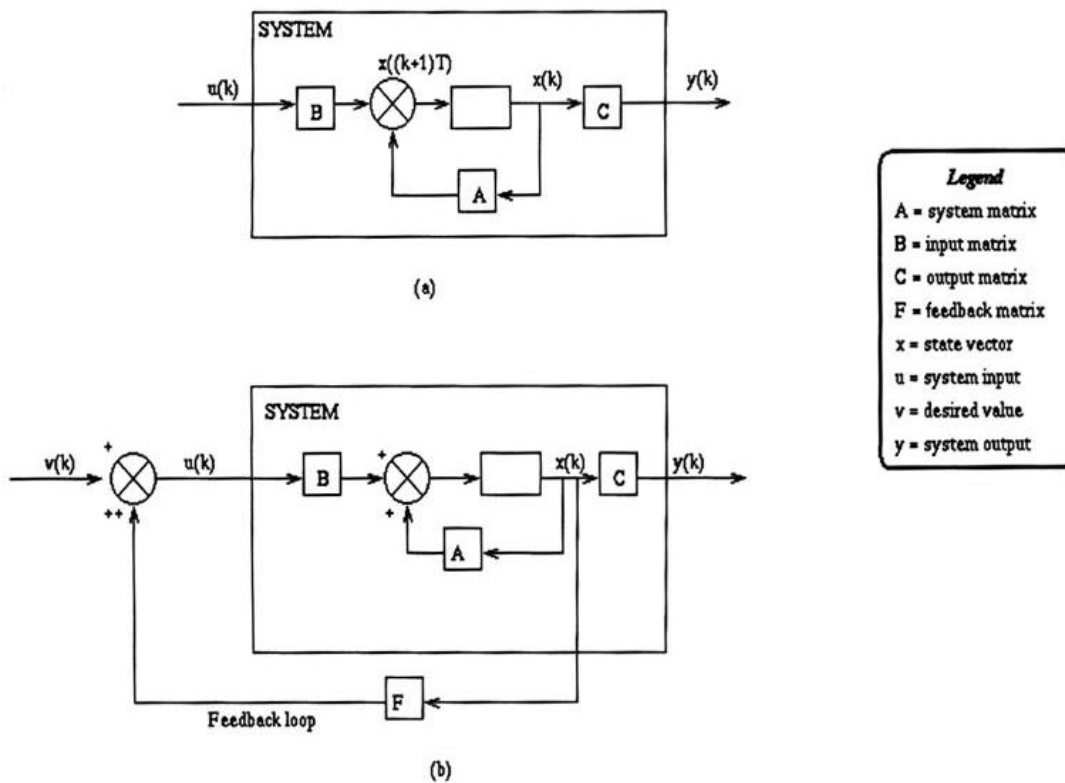 SYSTEM
x((k+1)T)
u(k)
B
x(k)
C
y(k)
A
(a)
Legend
A = system matrix
B = input matrix
C = output matrix
F = feedback matrix
x = state vector
u = system input
v = desired value
y = system output
SYSTEM
+
v(k)
u(k)
B
+
x(k)
C
y(k)
++
+
A
F
Feedback loop
(b)